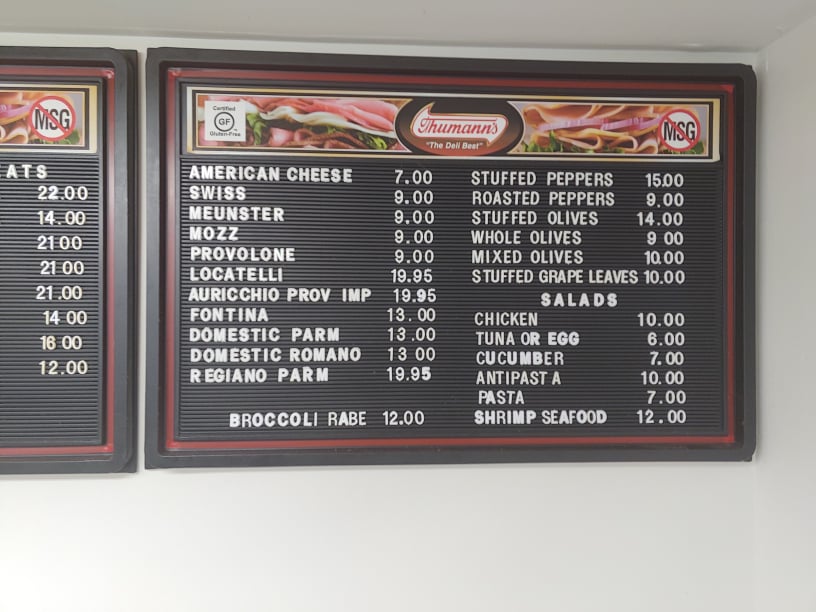 MSG
ATS
22.00
14.00
21 00
21 00
21.00
14 00
16 00
12.00
Certified
GF
Gluten-Free
Thumann's
"The Deli Best"
MSG
AMERICAN CHEESE 7.00
SWISS 9.00
MEUNSTER 9.00
MOZZ 9.00
PROVOLONE 9.00
LOCATELLI 19.95
AURICCHIO PROV IMP 19.95
FONTINA 13.00
DOMESTIC PARM 13.00
DOMESTIC ROMANO 13 00
REGIANO PARM 19.95
BROCCOLI RABE 12.00
STUFFED PEPPERS 15.00
ROASTED PEPPERS 9.00
STUFFED OLIVES 14.00
WHOLE OLIVES 9 00
MIXED OLIVES 10.00
STUFFED GRAPE LEAVES 10.00
SALADS
CHICKEN 10.00
TUNA OR EGG 6.00
CUCUMBER 7.00
ANTIPASTA 10.00
PASTA 7.00
SHRIMP SEAFOOD 12.00